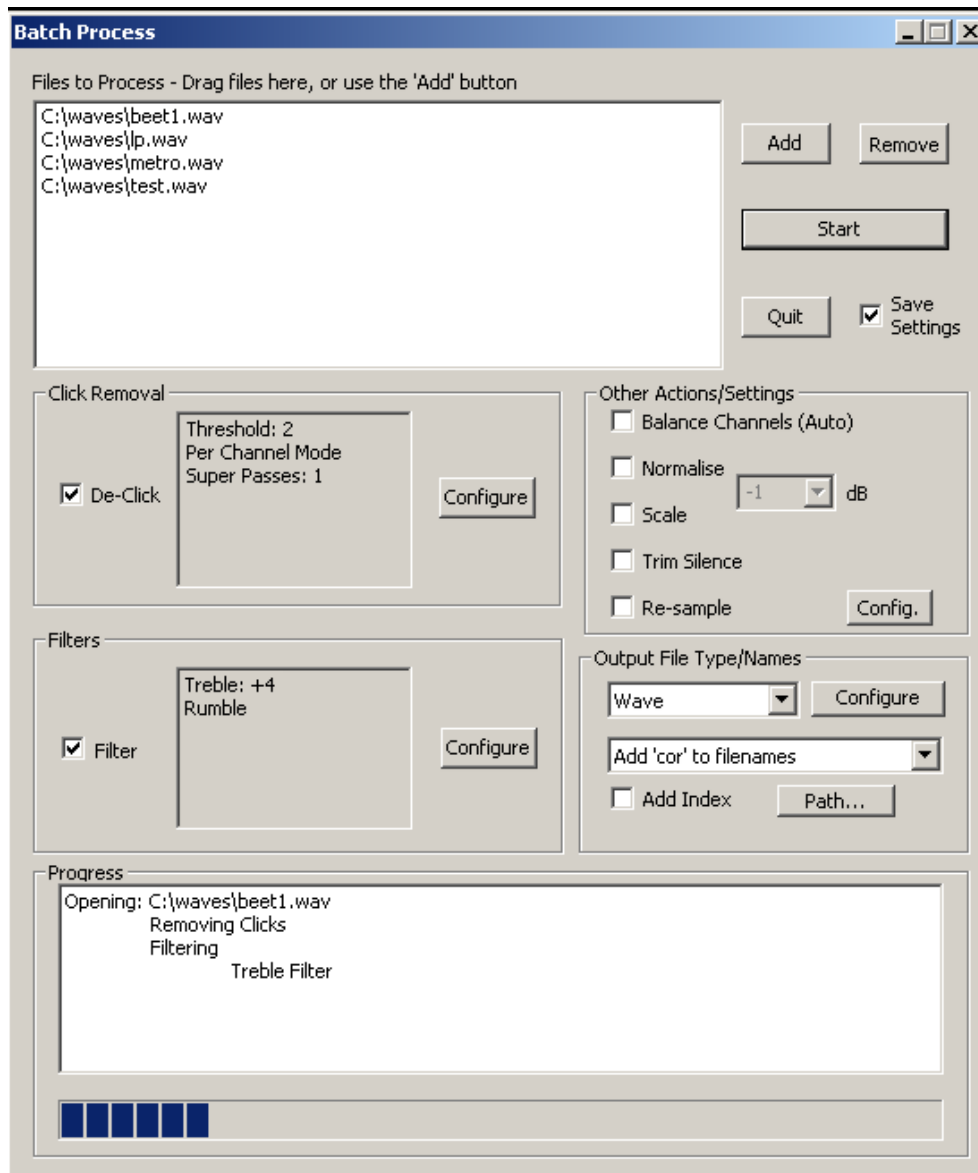 Batch Process
Files to Process - Drag files here, or use the 'Add' button
C:\waves\beet1.wav
C:\waves\lp.wav
C:\waves\metro.wav
C:\waves\test.wav
Add
Remove
Start
Quit
Save
Settings
Click Removal
De-Click
Threshold: 2
Per Channel Mode
Super Passes: 1
Configure
Other Actions/Settings
Balance Channels (Auto)
Normalise
-1
dB
Scale
Trim Silence
Re-sample
Config.
Filters
Filter
Treble: +4
Rumble
Configure
Output File Type/Names
Wave
Configure
Add 'cor' to filenames
Add Index
Path...
Progress
Opening: C:\waves\beet1.wav
Removing Clicks
Filtering
Treble Filter